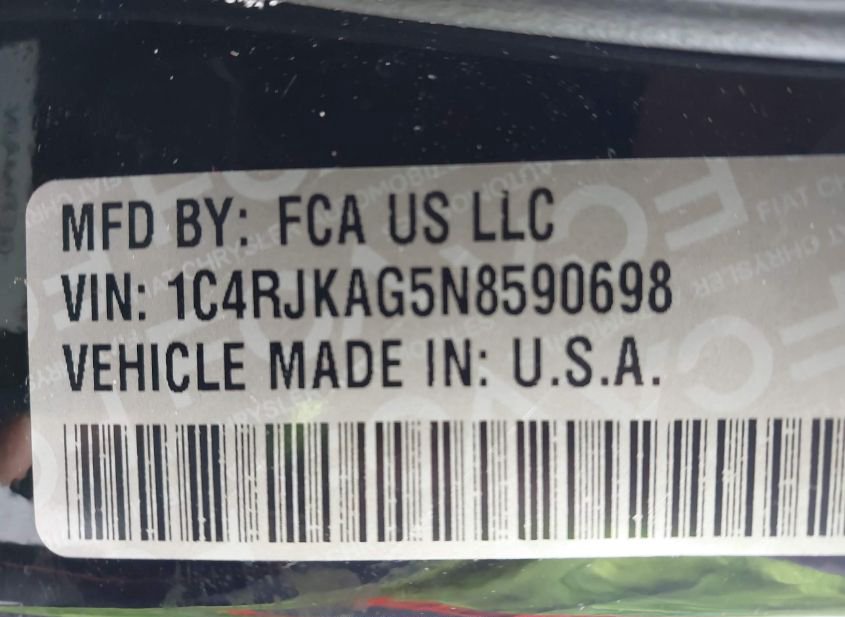 MFD BY: FCA US LLC
VIN: 1C4RJKAG5N8590698
VEHICLE MADE IN: U.S.A.